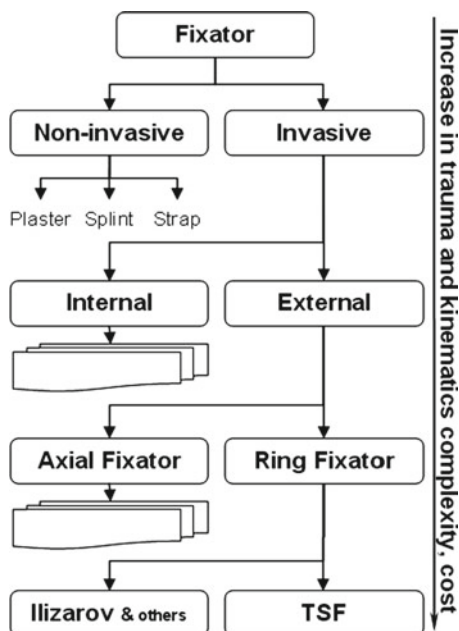 Fixator
Non-invasive
Invasive
Plaster
Splint
Strap
Internal
External
Axial Fixator
Ring Fixator
Ilizarov & others
TSF
Increase in trauma and kinematics complexity, cost